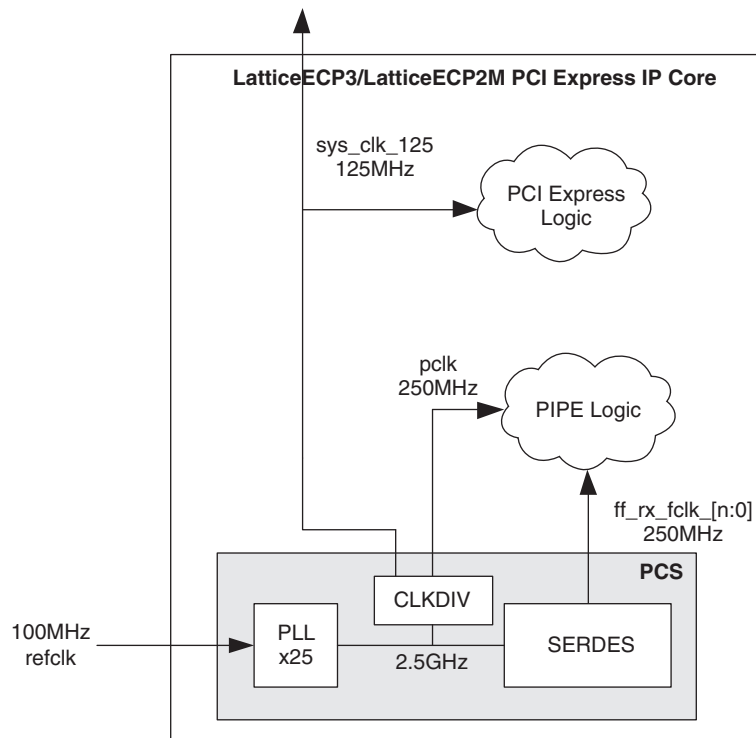 LatticeECP3/LatticeECP2M PCI Express IP Core
sys_clk_125
125MHz
PCI Express
Logic
pclk
250MHz
PIPE Logic
ff_rx_fclk_[n:0]
250MHz
PCS
CLKDIV
100MHz
refclk
PLL
x25
2.5GHz
SERDES